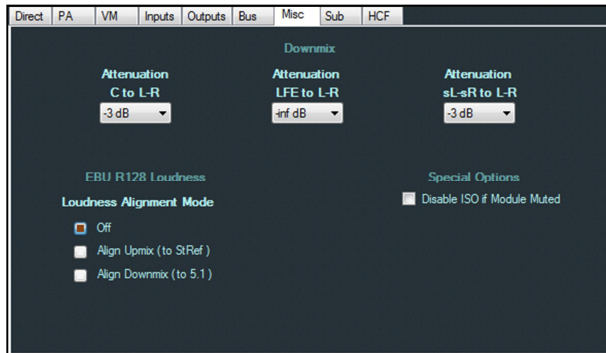 Direct PA VM Inputs Outputs Bus Misc Sub HCF
Downmix
Attenuation Attenuation Attenuation
C to L-R LFE to L-R sL-sR to L-R
-3 dB -inf dB -3 dB
EBU R128 Loudness Special Options
Loudness Alignment Mode Disable ISO if Module Muted
Off
Align Upmix ( to StRef )
Align Downmix ( to 5.1 )